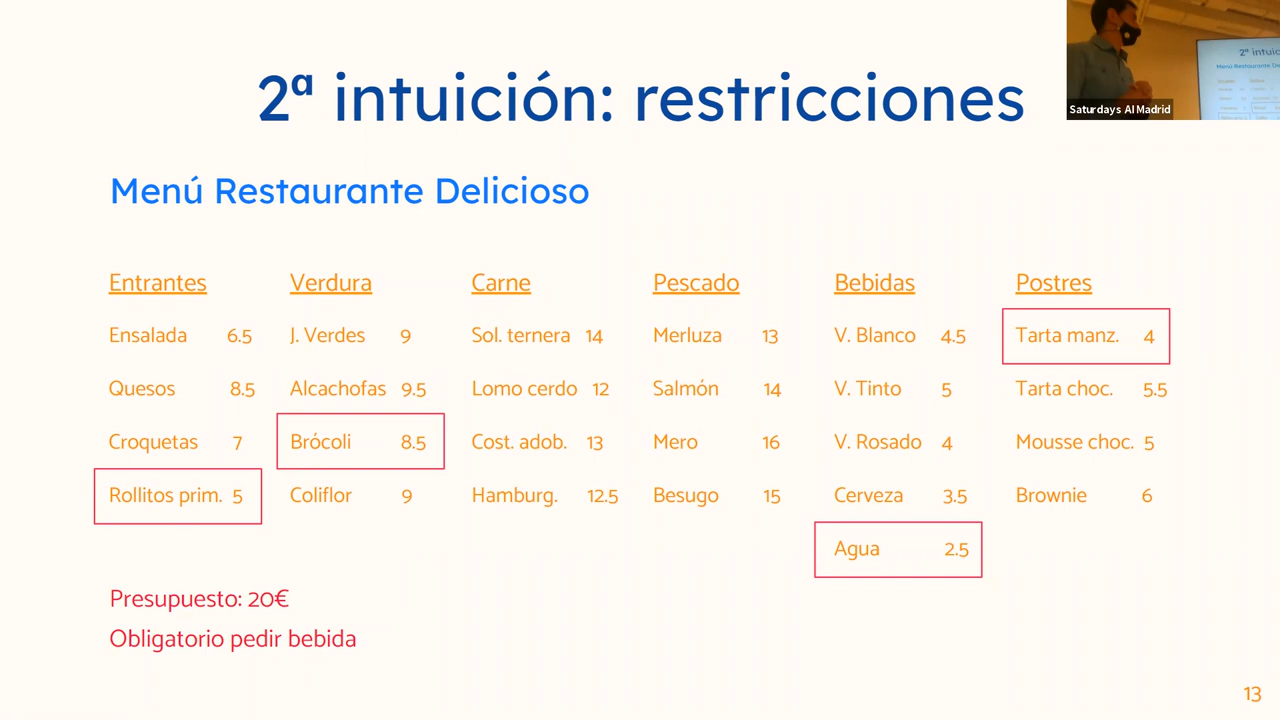 2ª intuición: restricciones
Saturdays AI Madrid
Menú Restaurante Delicioso
Entrantes Verdura Carne Pescado Bebidas Postres
Ensalada 6.5 J. Verdes 9 Sol. ternera 14 Merluza 13 V. Blanco 4.5 Tarta manz. 4
Quesos 8.5 Alcachofas 9.5 Lomo cerdo 12 Salmón 14 V. Tinto 5 Tarta choc. 5.5
Croquetas 7 Brócoli 8.5 Cost. adob. 13 Mero 16 V. Rosado 4 Mousse choc. 5
Rollitos prim. 5 Coliflor 9 Hamburg. 12.5 Besugo 15 Cerveza 3.5 Brownie 6
Agua 2.5
Presupuesto: 20€
Obligatorio pedir bebida
13